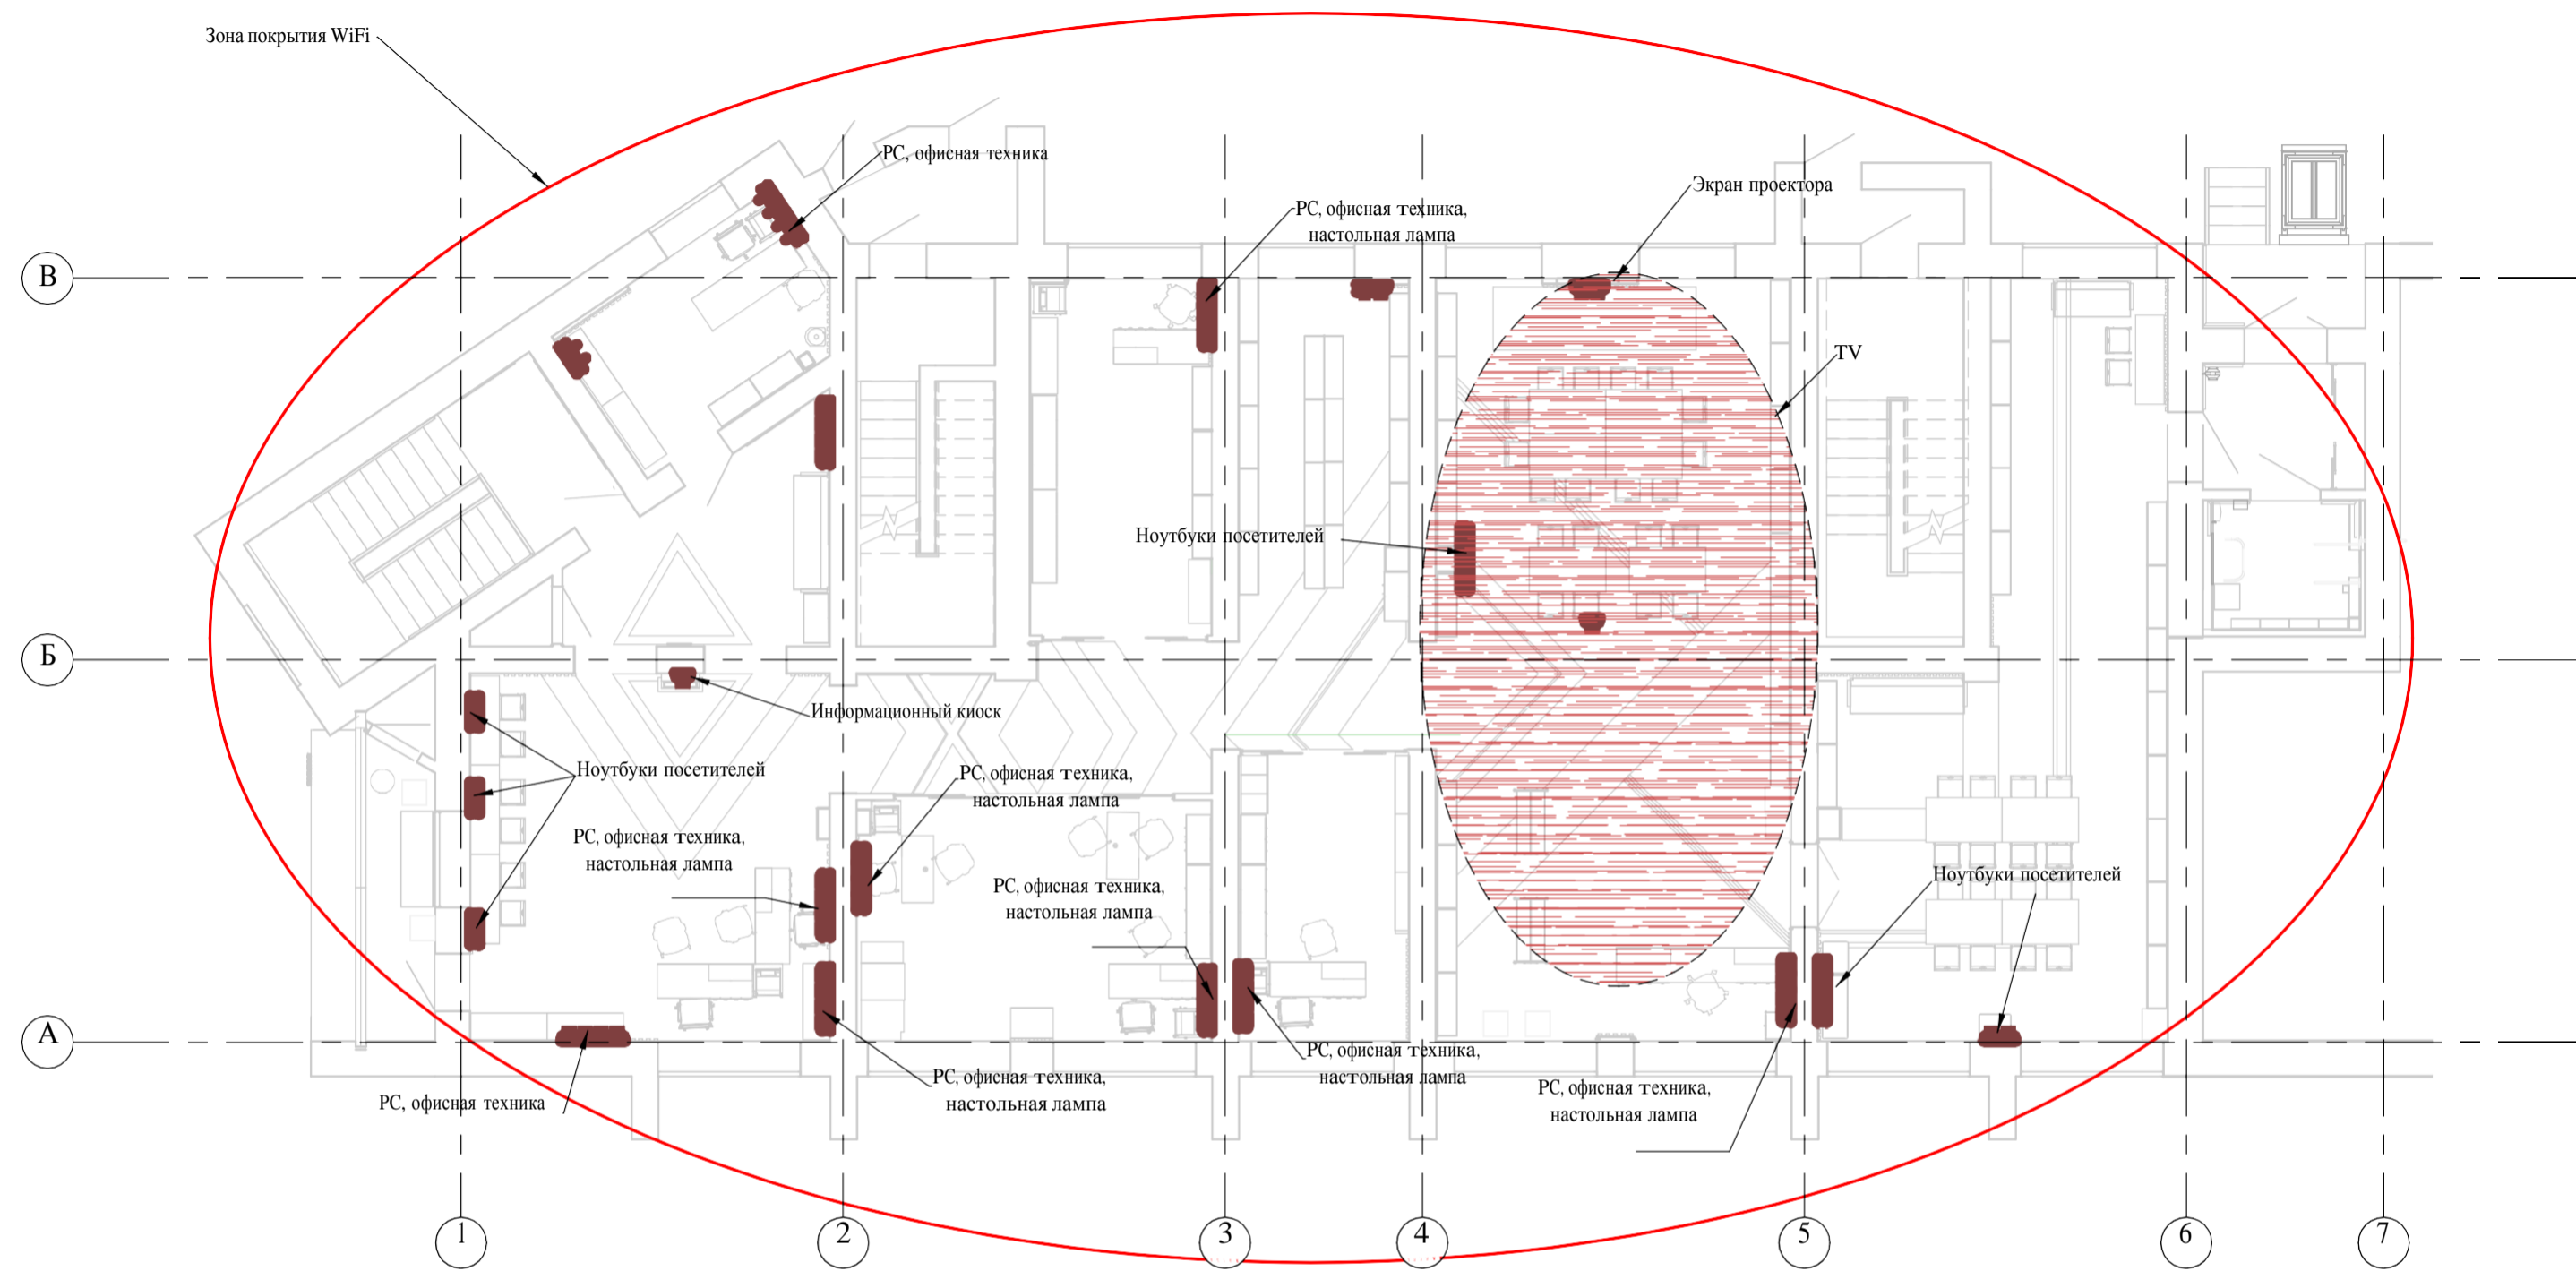 Зона покрытия WiFi
PC, офисная техника
Экран проектора
PC, офисная техника,
настольная лампа
В
TV
Ноутбуки посетителей
Б
Информационный киоск
Ноутбуки посетителей
PC, офисная техника,
настольная лампа
PC, офисная техника,
настольная лампа
PC, офисная техника,
настольная лампа
Ноутбуки посетителей
А
PC, офисная техника,
настольная лампа
PC, офисная техника,
настольная лампа
PC, офисная техника,
настольная лампа
PC, офисная техника
1
2
3
4
5
6
7